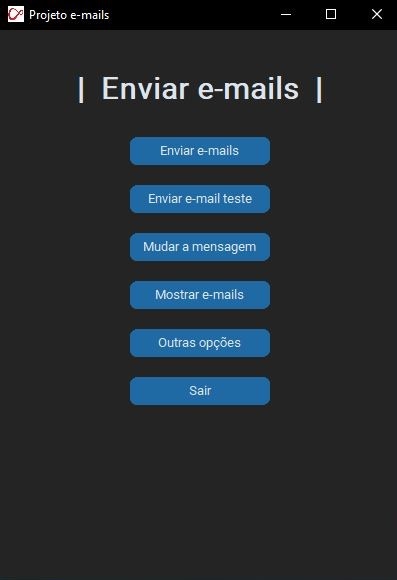 Projeto e-mails
| Enviar e-mails |
Enviar e-mails
Enviar e-mail teste
Mudar a mensagem
Mostrar e-mails
Outras opções
Sair